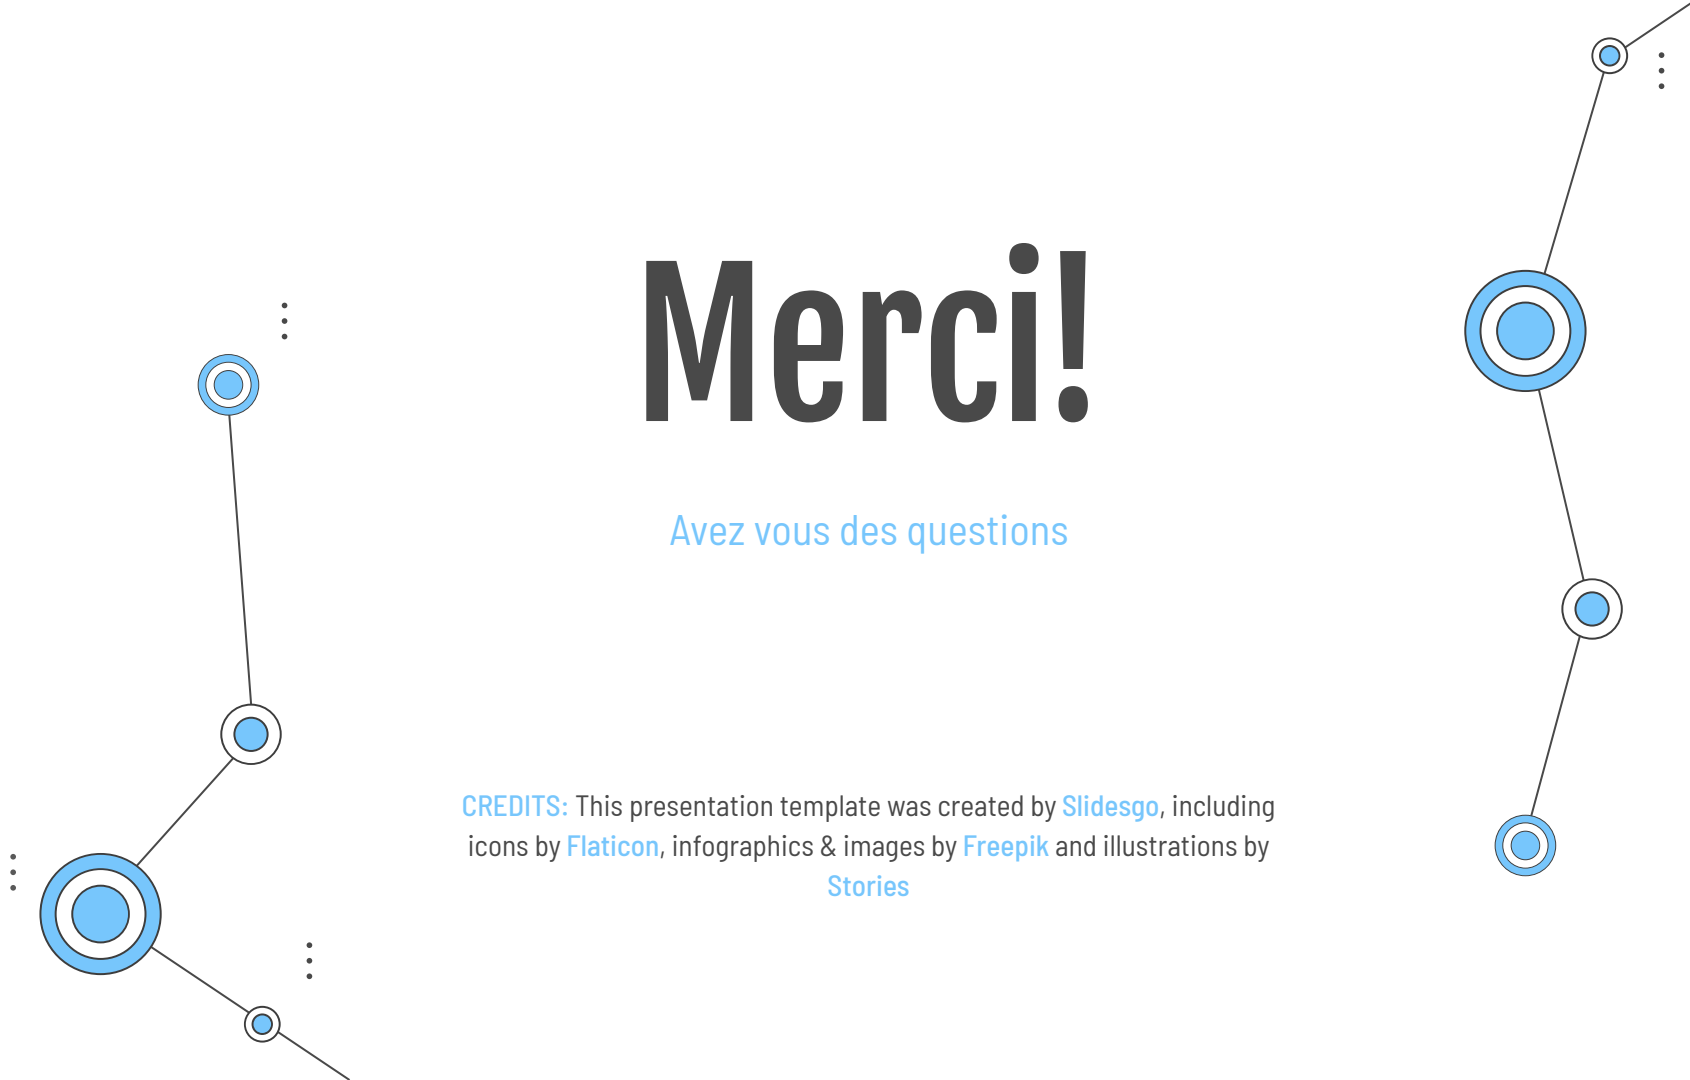 Merci!
Avez vous des questions
CREDITS: This presentation template was created by Slidesgo, including
icons by Flaticon, infographics & images by Freepik and illustrations by
Stories